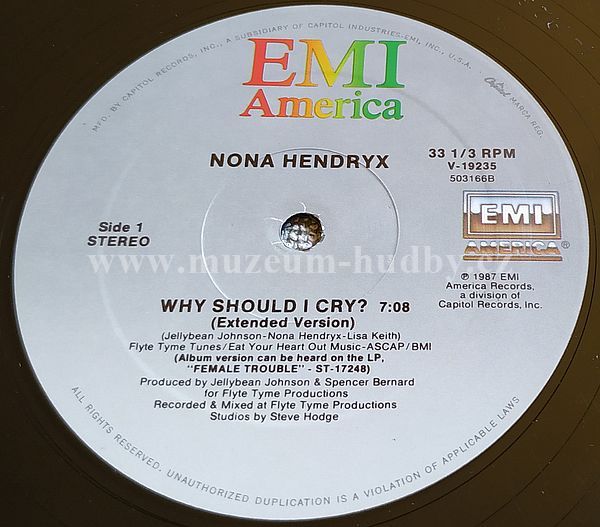 MFD. BY CAPITOL RECORDS, INC., A SUBSIDIARY OF CAPITOL INDUSTRIES-EMI, INC., U.S.A.
Capitol MARCA REG.
EMI
America
NONA HENDRYX
33 1/3 RPM
V-19235
503166B
Side 1
STEREO
EMI
AMERICA®
www.muzeum-hudby.cz
℗ 1987 EMI
America Records,
a division of
Capitol Records, Inc.
WHY SHOULD I CRY? 7:08
(Extended Version)
(Jellybean Johnson-Nona Hendryx-Lisa Keith)
Flyte Tyme Tunes/Eat Your Heart Out Music-ASCAP/BMI
(Album version can be heard on the LP,
"FEMALE TROUBLE" - ST-17248)
Produced by Jellybean Johnson & Spencer Bernard
for Flyte Tyme Productions
Recorded & Mixed at Flyte Tyme Productions
Studios by Steve Hodge
ALL RIGHTS RESERVED. UNAUTHORIZED DUPLICATION IS A VIOLATION OF APPLICABLE LAWS